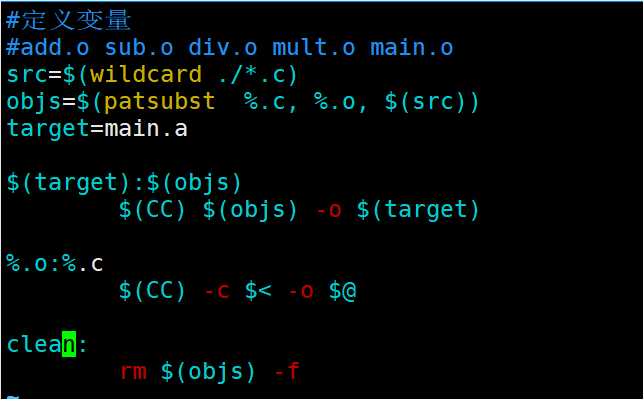 #定义变量
#add.o sub.o div.o mult.o main.o
src=$(wildcard ./*.c)
objs=$(patsubst  %.c, %.o, $(src))
target=main.a
$(target):$(objs)
        $(CC) $(objs) -o $(target)
%.o:%.c
        $(CC) -c $< -o $@
clean:
        rm $(objs) -f
~